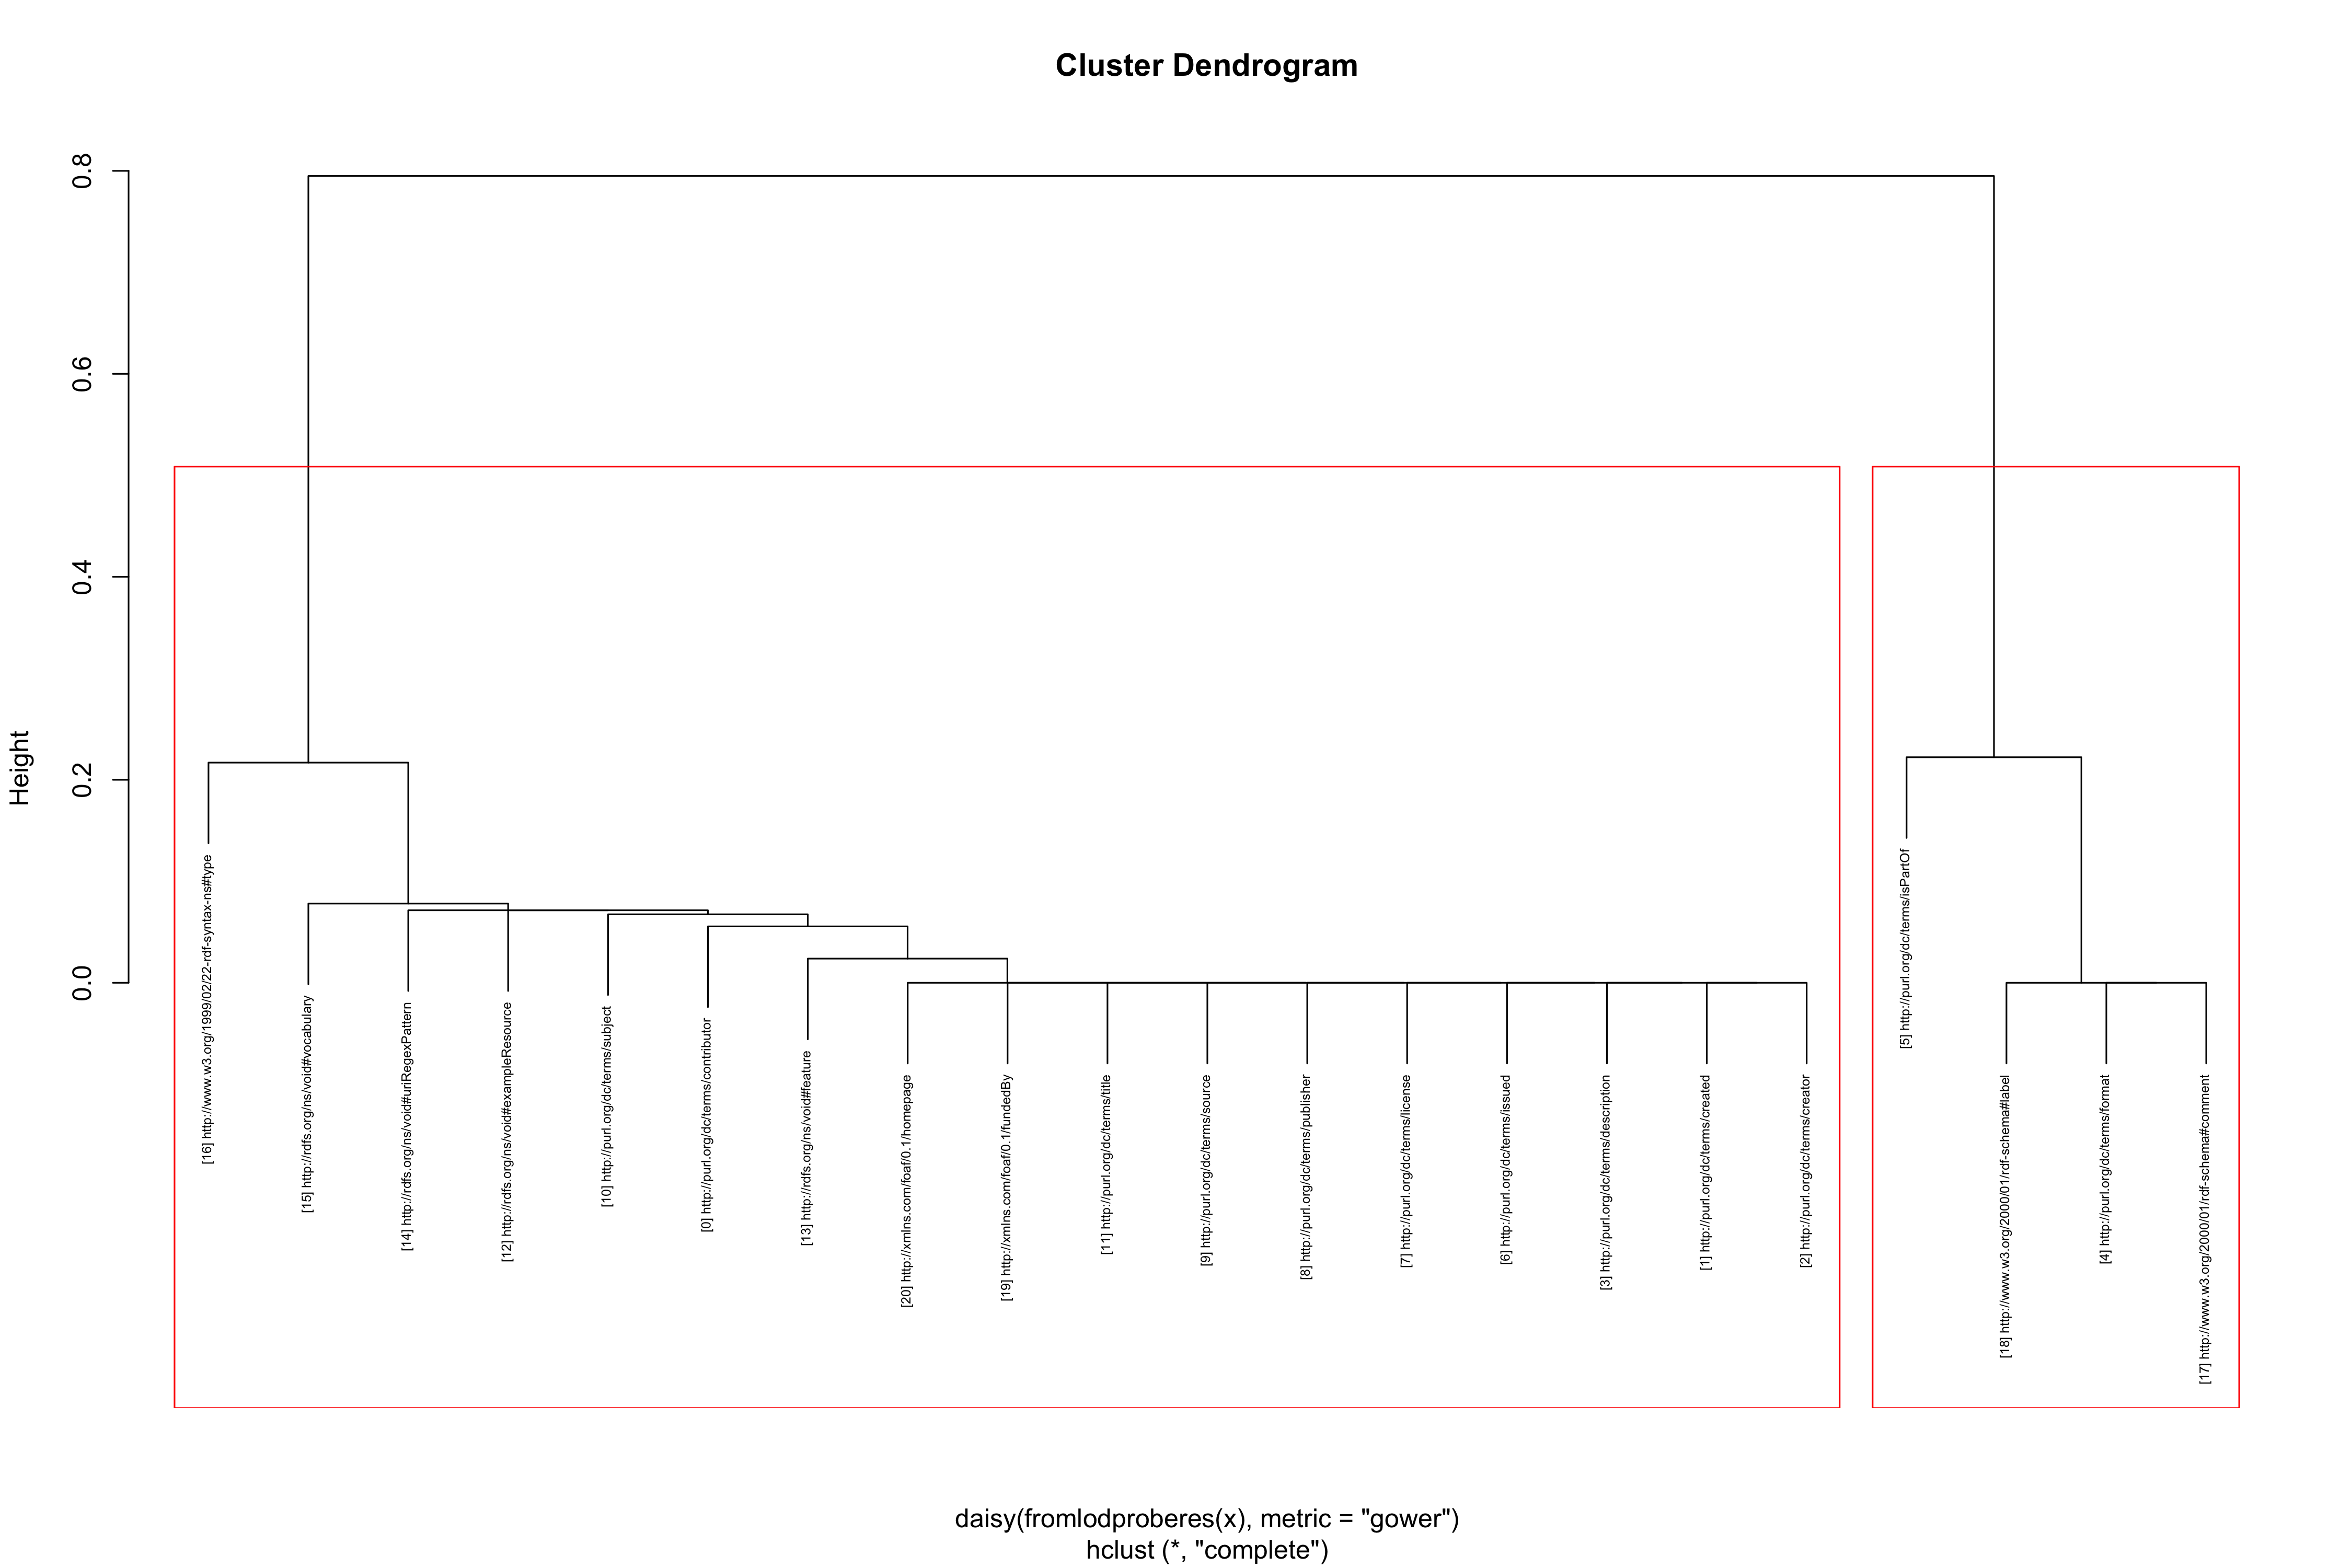 Cluster Dendrogram
Height
0.0
0.2
0.4
0.6
0.8
[16] http://www.w3.org/1999/02/22-rdf-syntax-ns#type
[15] http://rdfs.org/ns/void#vocabulary
[14] http://rdfs.org/ns/void#uriRegexPattern
[12] http://rdfs.org/ns/void#exampleResource
[10] http://purl.org/dc/terms/subject
[0] http://purl.org/dc/terms/contributor
[13] http://rdfs.org/ns/void#feature
[20] http://xmlns.com/foaf/0.1/homepage
[19] http://xmlns.com/foaf/0.1/fundedBy
[11] http://purl.org/dc/terms/title
[9] http://purl.org/dc/terms/source
[8] http://purl.org/dc/terms/publisher
[7] http://purl.org/dc/terms/license
[6] http://purl.org/dc/terms/issued
[3] http://purl.org/dc/terms/description
[1] http://purl.org/dc/terms/created
[2] http://purl.org/dc/terms/creator
[5] http://purl.org/dc/terms/isPartOf
[18] http://www.w3.org/2000/01/rdf-schema#label
[4] http://purl.org/dc/terms/format
[17] http://www.w3.org/2000/01/rdf-schema#comment
daisy(fromlodproberes(x), metric = "gower")
hclust (*, "complete")